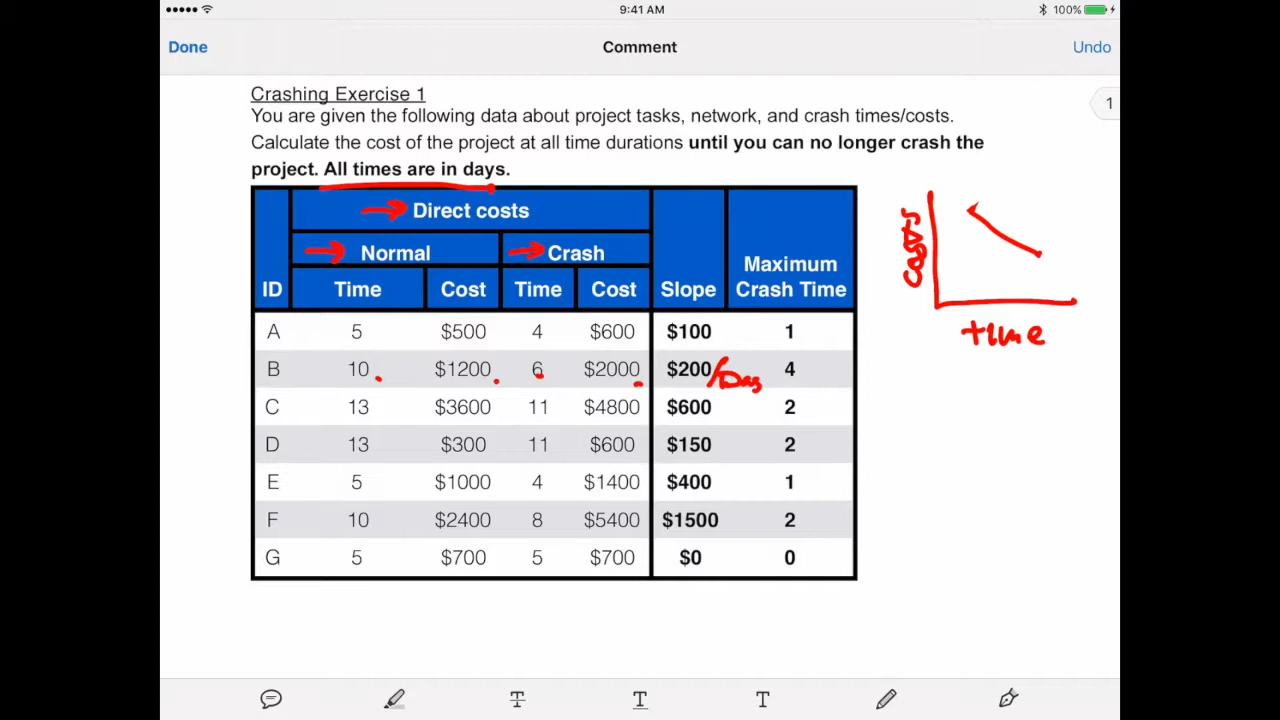 9:41 AM
100%
Done
Comment
Undo
1
Crashing Exercise 1
You are given the following data about project tasks, network, and crash times/costs.
Calculate the cost of the project at all time durations until you can no longer crash the
project. All times are in days.
Direct costs
Normal Crash
ID Time Cost Time Cost Slope Maximum Crash Time
A 5 $500 4 $600 $100 1
B 10 $1200 6 $2000 $200/Day 4
C 13 $3600 11 $4800 $600 2
D 13 $300 11 $600 $150 2
E 5 $1000 4 $1400 $400 1
F 10 $2400 8 $5400 $1500 2
G 5 $700 5 $700 $0 0
costs
time
T
T
T